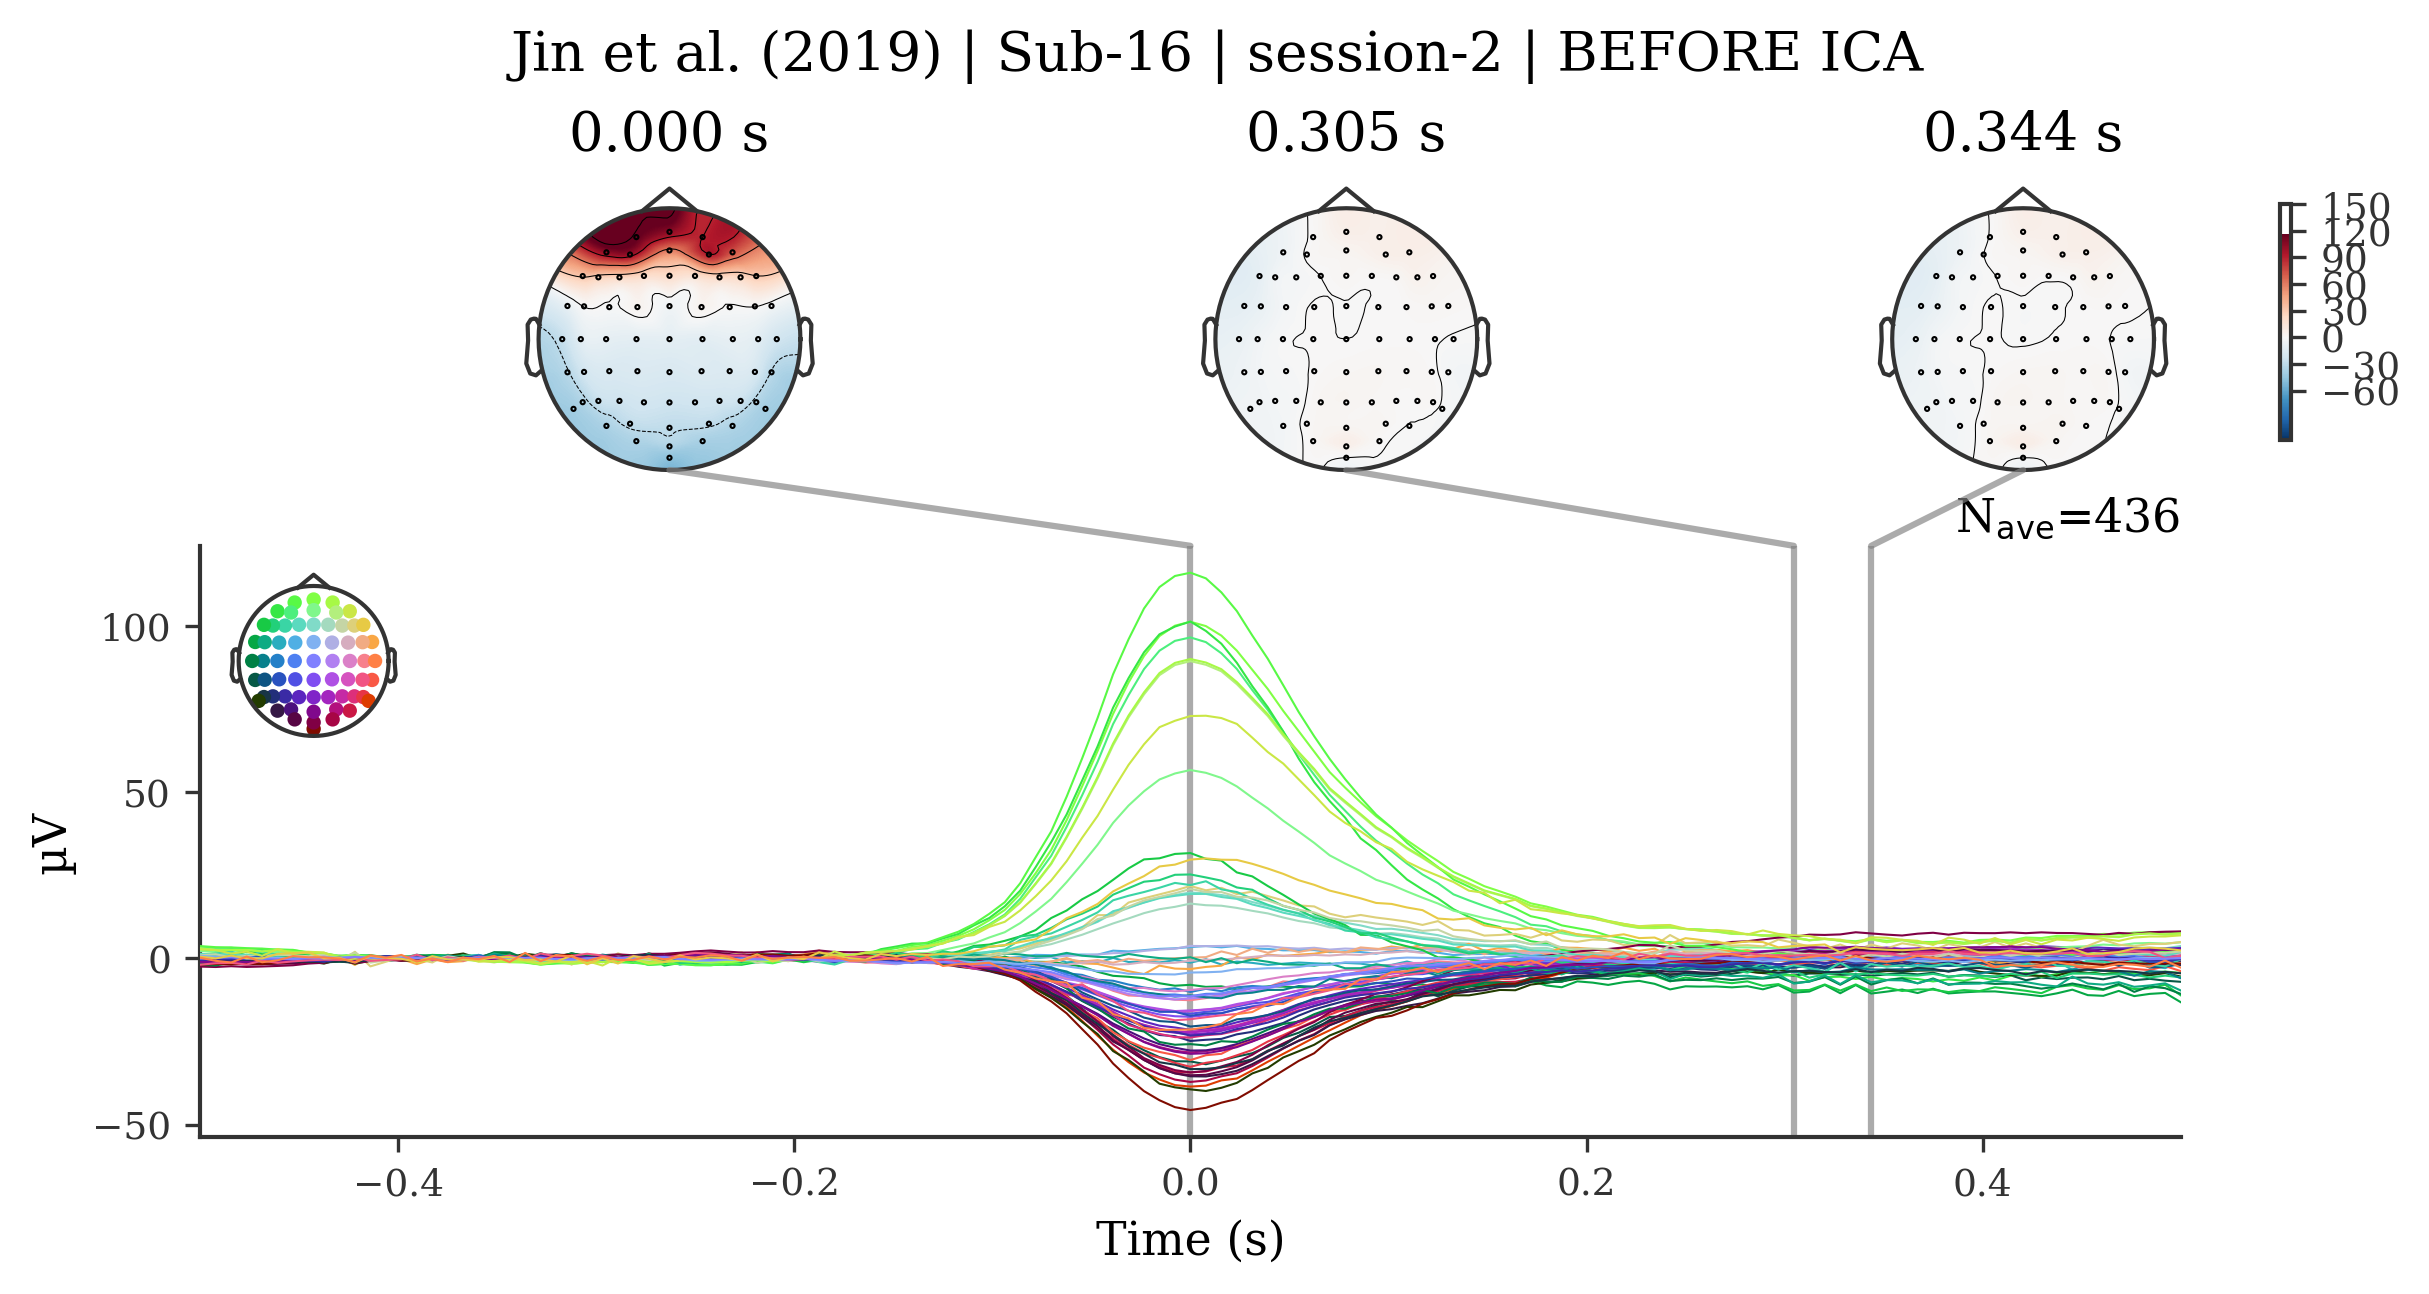 Jin et al. (2019) | Sub-16 | session-2 | BEFORE ICA
0.000 s
0.305 s
0.344 s
150
120
90
60
30
0
−30
−60
Nave=436
100
50
0
−50
µV
−0.4
−0.2
0.0
0.2
0.4
Time (s)